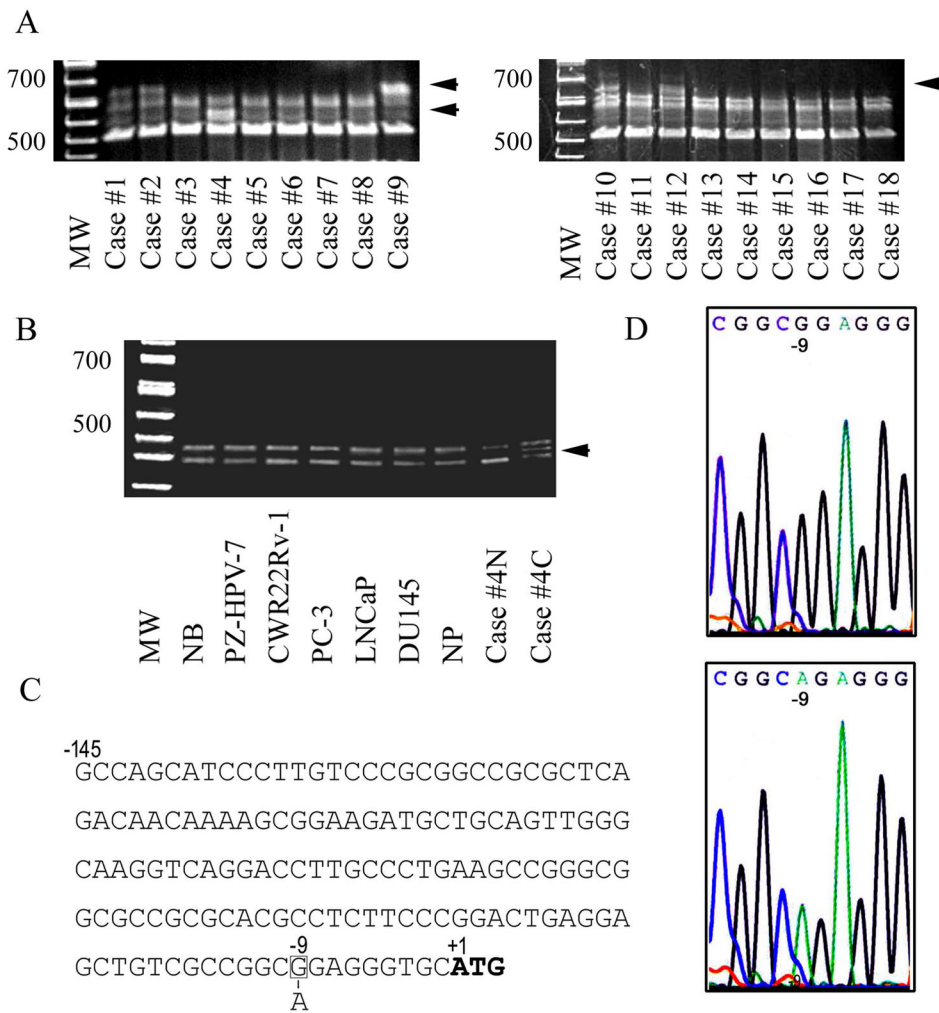 A
700
500
MW
Case #1
Case #2
Case #3
Case #4
Case #5
Case #6
Case #7
Case #8
Case #9
700
500
MW
Case #10
Case #11
Case #12
Case #13
Case #14
Case #15
Case #16
Case #17
Case #18
B
700
500
MW
NB
PZ-HPV-7
CWR22Rv-1
PC-3
LNCaP
DU145
NP
Case #4N
Case #4C
C
-145
GCCAGCATCCCTTGTCCCGCGGCCGCGCTCA
GACAACAAAAGCGGAAGATGCTGCAGTTGGG
CAAGGTCAGGACCTTGCCCTGAAGCCGGGCG
GCGCCGCGCACGCCTCTTCCCGGACTGAGGA
-9 +1
GCTGTCGCCGGCGGAGGGTGCATG
A
D
CGGCGGAGGG
-9
CGGCAGAGGG
-9